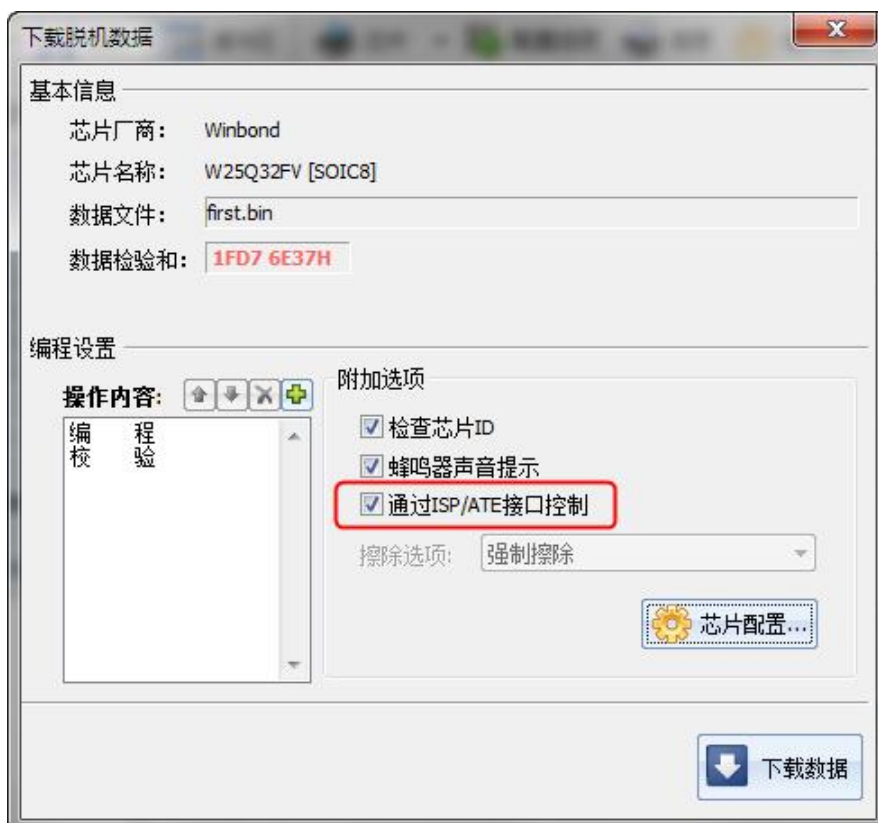 下载脱机数据
基本信息
芯片厂商： Winbond
芯片名称： W25Q32FV [SOIC8]
数据文件： first.bin
数据检验和： 1FD7 6E37H
编程设置
操作内容:
编 程
校 验
附加选项
检查芯片ID
蜂鸣器声音提示
通过ISP/ATE接口控制
擦除选项: 强制擦除
芯片配置...
下载数据